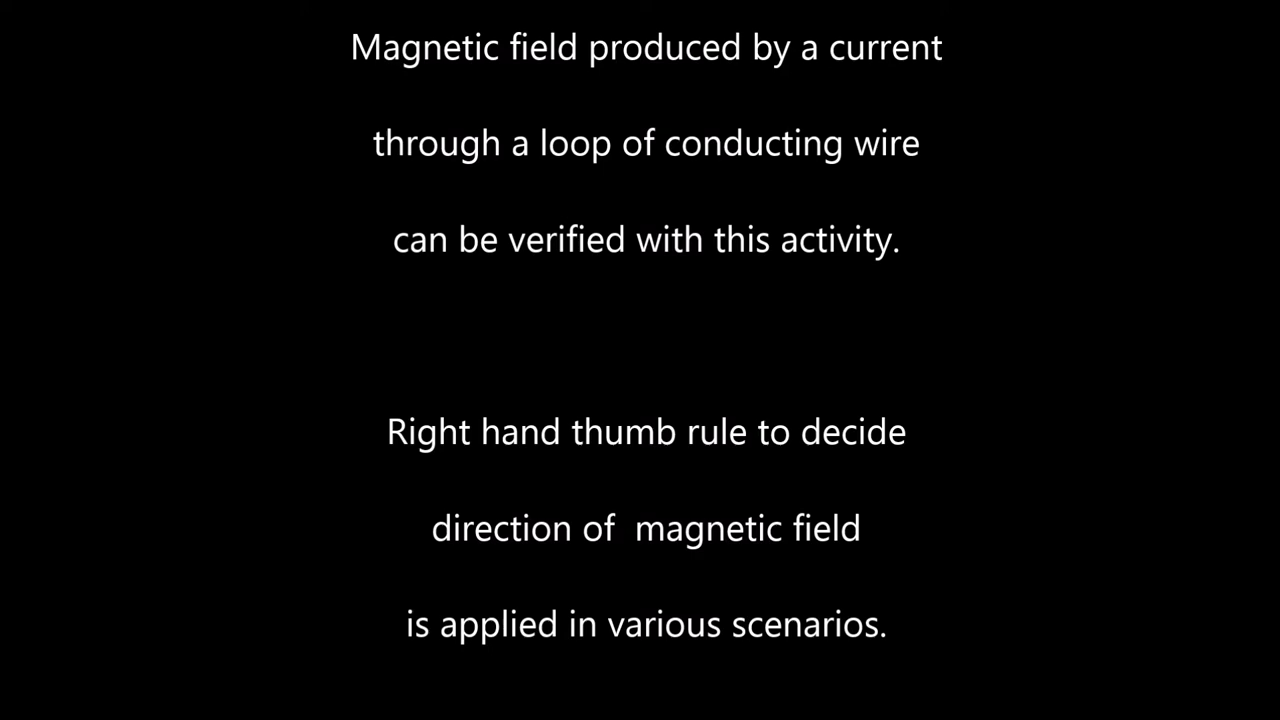 Magnetic field produced by a current
through a loop of conducting wire
can be verified with this activity.
Right hand thumb rule to decide
direction of  magnetic field
is applied in various scenarios.